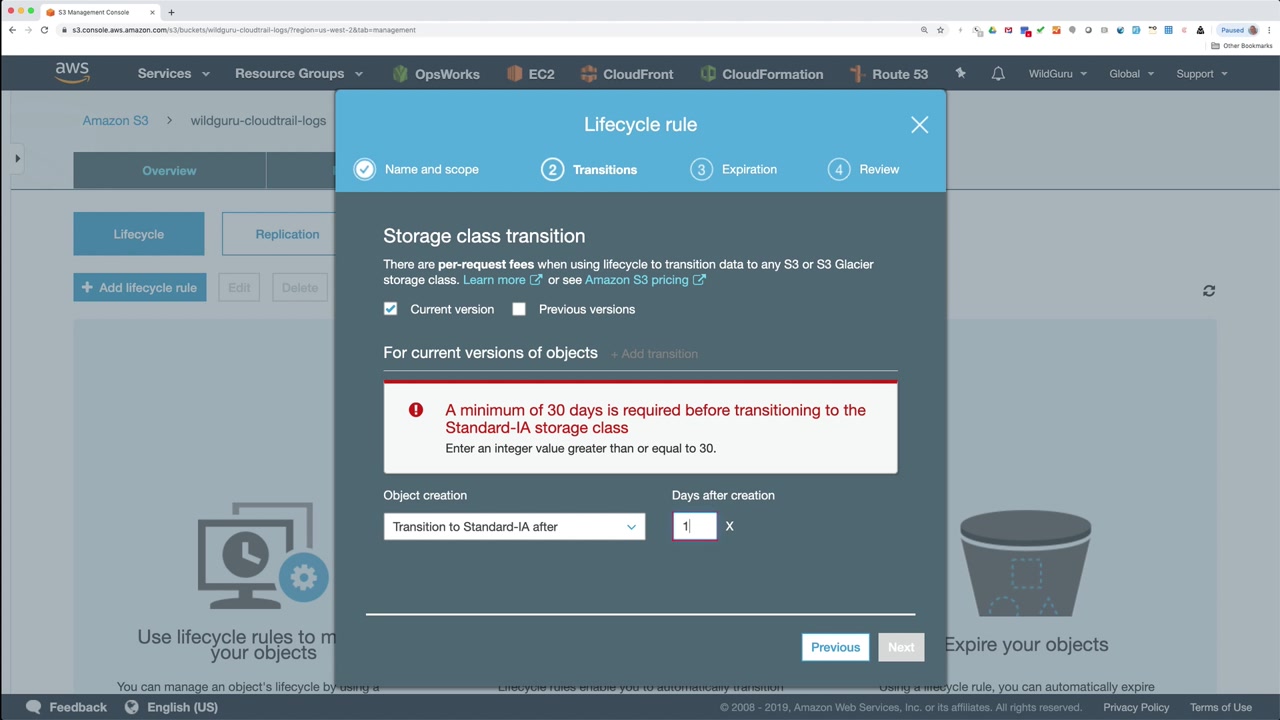 S3 Management Console
s3.console.aws.amazon.com/s3/buckets/wildguru-cloudtrail-logs/?region=us-west-2&tab=management
Paused
Other Bookmarks
aws
Services
Resource Groups
OpsWorks
EC2
CloudFront
CloudFormation
Route 53
WildGuru
Global
Support
Amazon S3 > wildguru-cloudtrail-logs
Overview
Lifecycle
Replication
+ Add lifecycle rule
Edit
Delete
Lifecycle rule
Name and scope
2 Transitions
3 Expiration
4 Review
Storage class transition
There are per-request fees when using lifecycle to transition data to any S3 or S3 Glacier
storage class. Learn more or see Amazon S3 pricing
Current version
Previous versions
For current versions of objects + Add transition
A minimum of 30 days is required before transitioning to the
Standard-IA storage class
Enter an integer value greater than or equal to 30.
Object creation
Days after creation
Transition to Standard-IA after
1
X
Previous
Next
Use lifecycle rules to m
your objects
Expire your objects
You can manage an object's lifecycle by using a
Lifecycle rules enable you to automatically transition
Using a lifecycle rule, you can automatically expire
Feedback
English (US)
© 2008 - 2019, Amazon Web Services, Inc. or its affiliates. All rights reserved.
Privacy Policy
Terms of Use